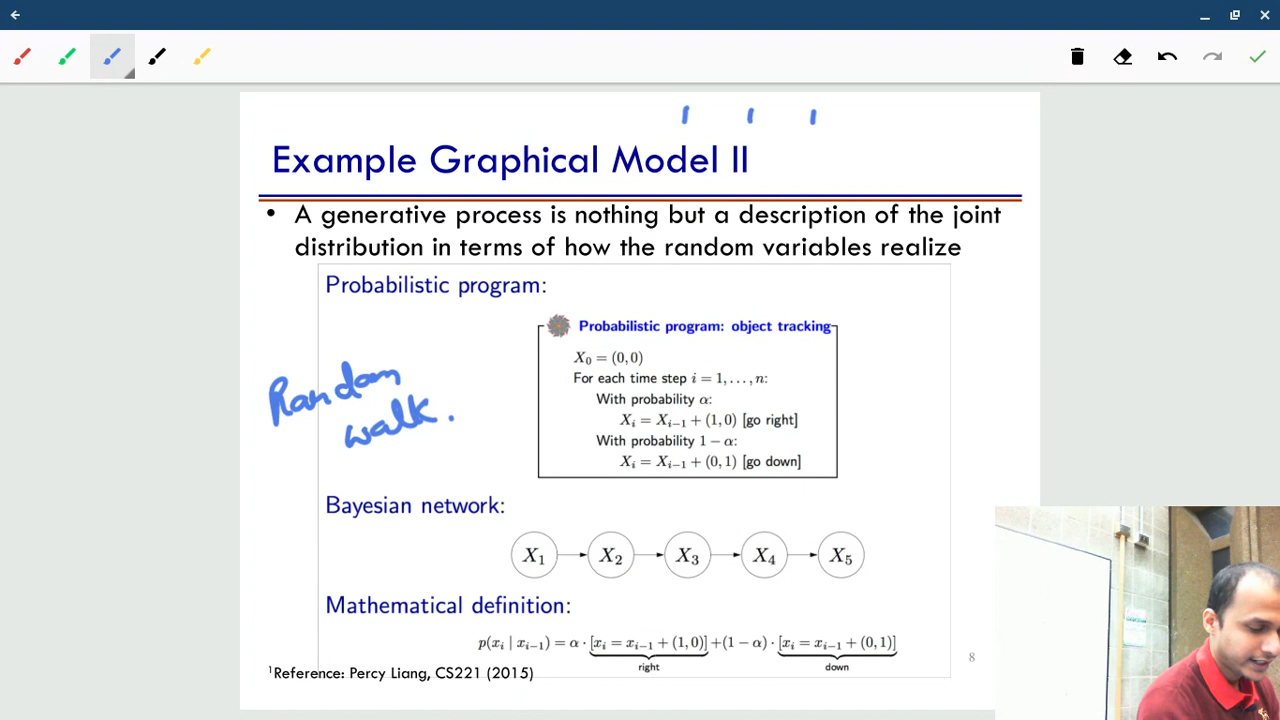 Example Graphical Model II
• A generative process is nothing but a description of the joint
distribution in terms of how the random variables realize
Probabilistic program:
Probabilistic program: object tracking
X₀ = (0, 0)
For each time step i = 1, . . . , n:
With probability α:
Xᵢ = Xᵢ₋₁ + (1, 0) [go right]
With probability 1 − α:
Xᵢ = Xᵢ₋₁ + (0, 1) [go down]
Random
walk.
Bayesian network:
X₁ X₂ X₃ X₄ X₅
Mathematical definition:
p(xᵢ | xᵢ₋₁) = α · [xᵢ = xᵢ₋₁ + (1, 0)] + (1 − α) · [xᵢ = xᵢ₋₁ + (0, 1)]
right down
8
¹Reference: Percy Liang, CS221 (2015)